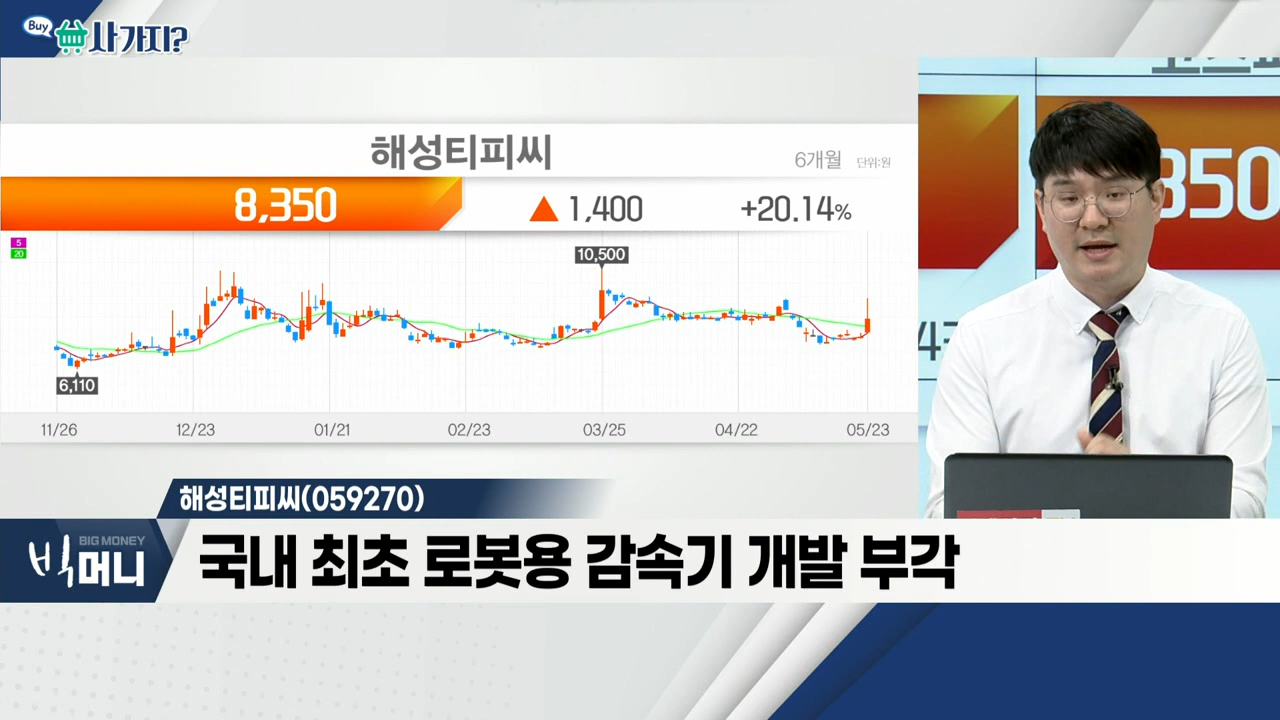 Buy
사가지?
해성티피씨
6개월 단위:원
8,350 ▲ 1,400 +20.14%
5
20
10,500
6,110
11/26 12/23 01/21 02/23 03/25 04/22 05/23
850
해성티피씨(059270)
BIG MONEY
빅머니
국내 최초 로봇용 감속기 개발 부각